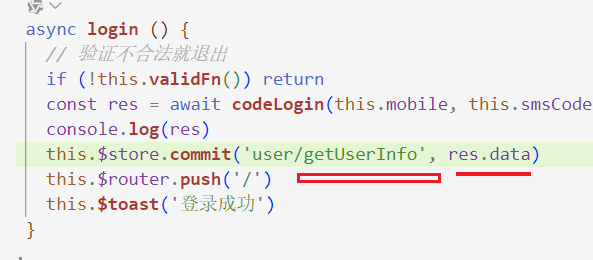 async login () {
// 验证不合法就退出
if (!this.validFn()) return
const res = await codeLogin(this.mobile, this.smsCode
console.log(res)
this.$store.commit('user/getUserInfo', res.data)
this.$router.push('/')
this.$toast('登录成功')
}